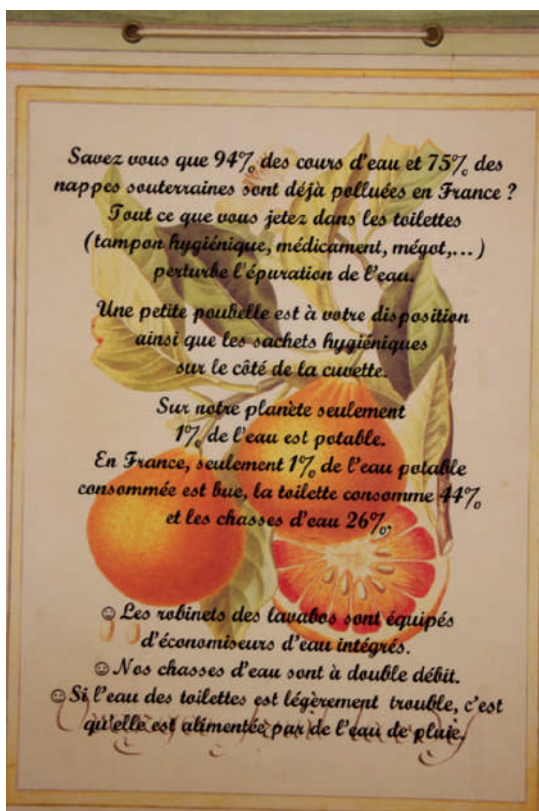 Savez vous que 94% des cours d'eau et 75% des
nappes souterraines sont déjà polluées en France ?
Tout ce que vous jetez dans les toilettes
(tampon hygiénique, médicament, mégot,...)
perturbe l'épuration de l'eau.
Une petite poubelle est à votre disposition
ainsi que les sachets hygiéniques
sur le côté de la cuvette.
Sur notre planète seulement
1% de l'eau est potable.
En France, seulement 1% de l'eau potable
consommée est bue, la toilette consomme 44%
et les chasses d'eau 26%.
☺ Les robinets des lavabos sont équipés
d'économiseurs d'eau intégrés.
☺ Nos chasses d'eau sont à double débit.
☺ Si l'eau des toilettes est légèrement trouble, c'est
qu'elle est alimentée par de l'eau de pluie.